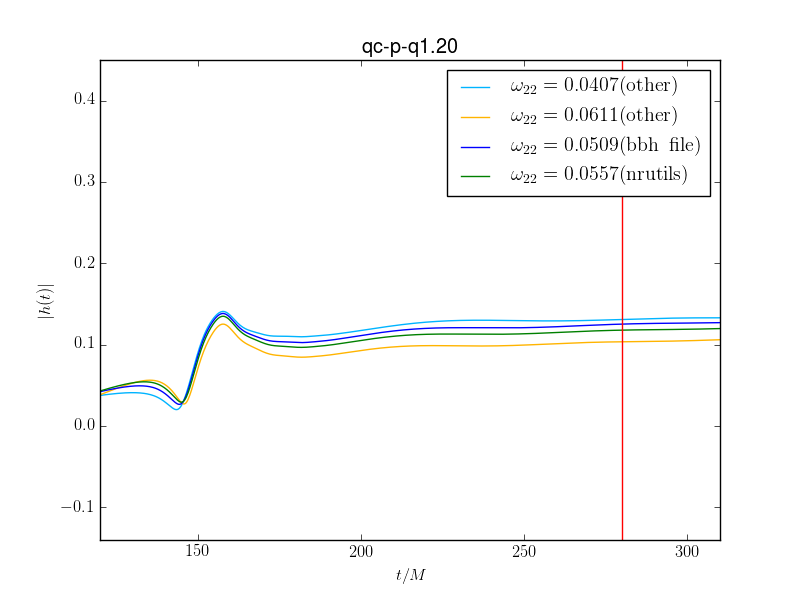 qc-p-q1.20
ω₂₂ = 0.0407(other)
ω₂₂ = 0.0611(other)
ω₂₂ = 0.0509(bbh file)
ω₂₂ = 0.0557(nrutils)
0.4
0.3
0.2
0.1
0.0
−0.1
|h(t)|
150 200 250 300
t/M